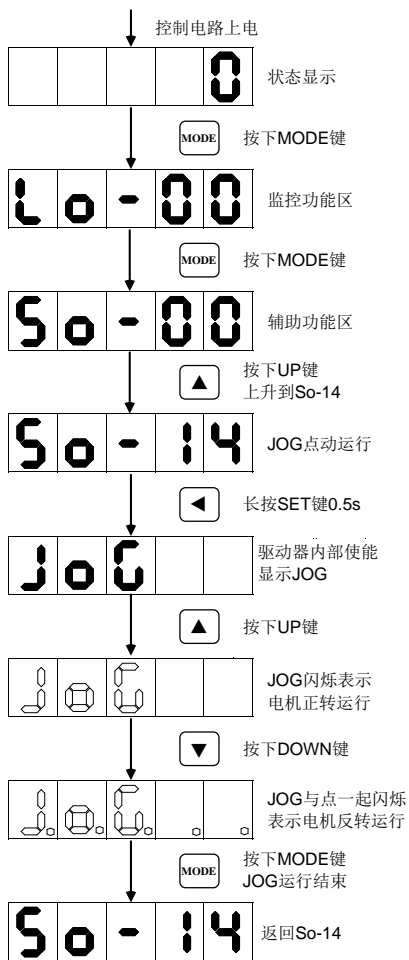 控制电路上电
0
状态显示
MODE
按下MODE键
Lo-00
监控功能区
MODE
按下MODE键
So-00
辅助功能区
按下UP键
上升到So-14
So-14
JOG点动运行
长按SET键0.5s
JoG
驱动器内部使能
显示JOG
按下UP键
JoG
JOG闪烁表示
电机正转运行
按下DOWN键
J.o.G. . .
JOG与点一起闪烁
表示电机反转运行
MODE
按下MODE键
JOG运行结束
So-14
返回So-14